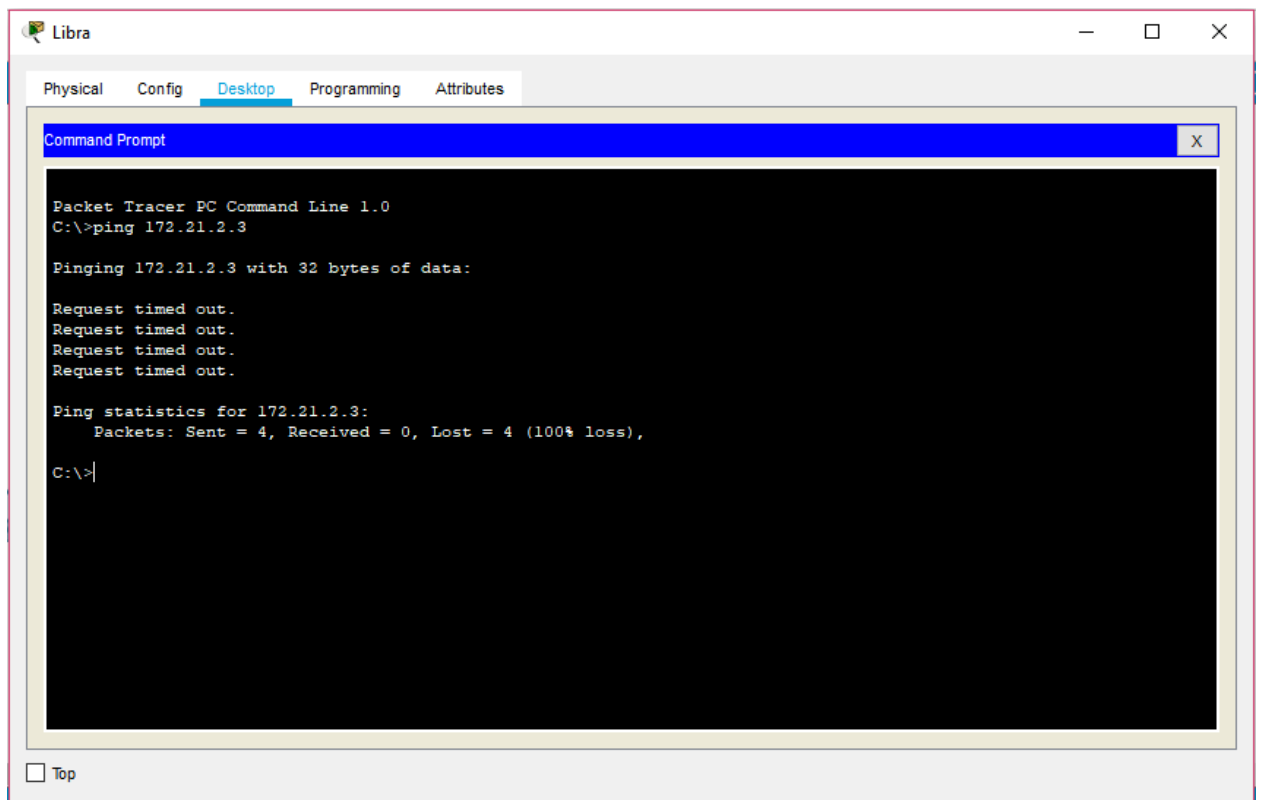 Libra
Physical Config Desktop Programming Attributes
Command Prompt
X
Packet Tracer PC Command Line 1.0
C:\>ping 172.21.2.3
Pinging 172.21.2.3 with 32 bytes of data:
Request timed out.
Request timed out.
Request timed out.
Request timed out.
Ping statistics for 172.21.2.3:
    Packets: Sent = 4, Received = 0, Lost = 4 (100% loss),
C:\>
Top